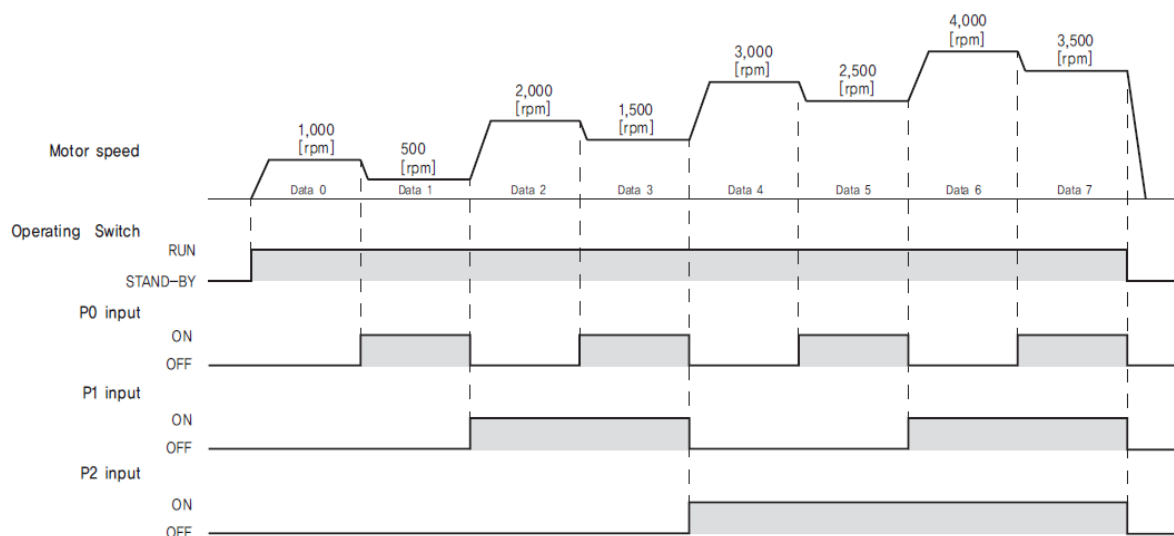 4,000
[rpm]
3,500
[rpm]
3,000
[rpm]
2,500
[rpm]
2,000
[rpm]
1,500
[rpm]
1,000
[rpm]
500
[rpm]
Motor speed
Data 0 Data 1 Data 2 Data 3 Data 4 Data 5 Data 6 Data 7
Operating Switch
RUN
STAND-BY
P0 input
ON
OFF
P1 input
ON
OFF
P2 input
ON
OFF